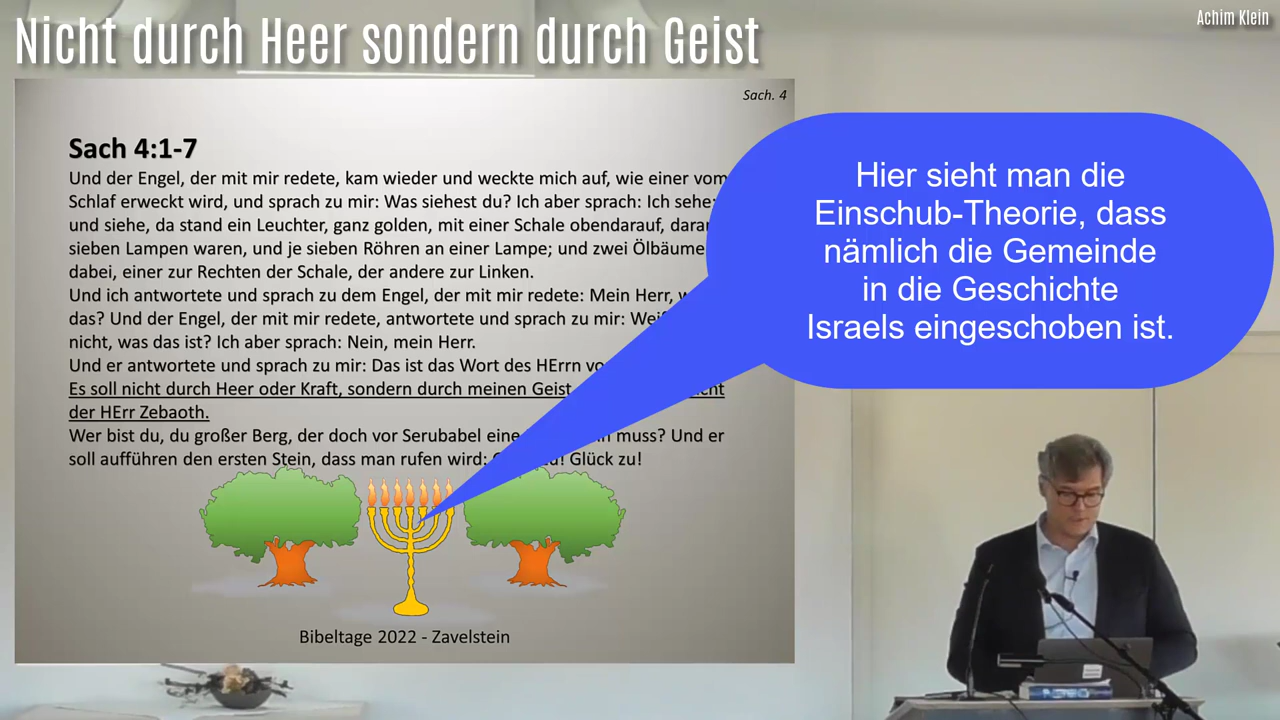 Nicht durch Heer sondern durch Geist
Achim Klein
Sach. 4
Sach 4:1-7
Und der Engel, der mit mir redete, kam wieder und weckte mich auf, wie einer vom
Schlaf erweckt wird, und sprach zu mir: Was siehest du? Ich aber sprach: Ich sehe;
und siehe, da stand ein Leuchter, ganz golden, mit einer Schale obendarauf,
sieben Lampen waren, und je sieben Röhren an einer Lampe; und zwei Ölbäume
dabei, einer zur Rechten der Schale, der andere zur Linken.
Und ich antwortete und sprach zu dem Engel, der mit mir redete: Mein Herr,
das? Und der Engel, der mit mir redete, antwortete und sprach zu mir:
nicht, was das ist? Ich aber sprach: Nein, mein Herr.
Und er antwortete und sprach zu mir: Das ist das Wort des HErrn
Es soll nicht durch Heer oder Kraft, sondern durch meinen Geist
der HErr Zebaoth.
Wer bist du, du großer Berg, der doch vor Serubabel muss? Und er
soll aufführen den ersten Stein, dass man rufen wird: Glück zu!
Bibeltage 2022 - Zavelstein
Hier sieht man die
Einschub-Theorie, dass
nämlich die Gemeinde
in die Geschichte
Israels eingeschoben ist.